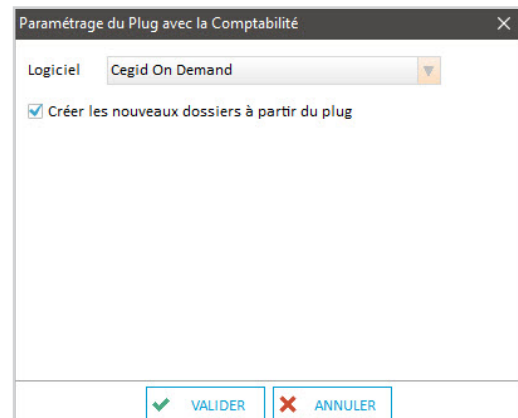 Paramétrage du Plug avec la Comptabilité
Logiciel Cegid On Demand
Créer les nouveaux dossiers à partir du plug
VALIDER ANNULER